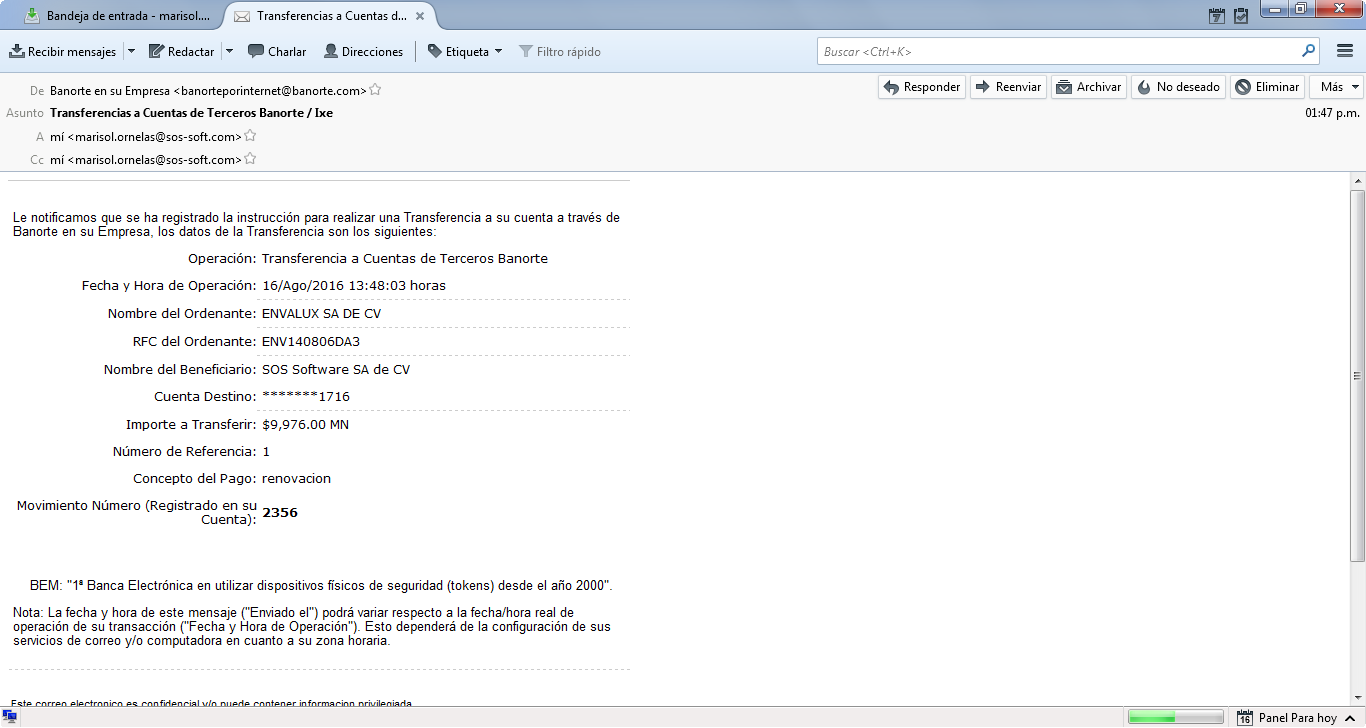 Bandeja de entrada - marisol....
Transferencias a Cuentas d...
7
Recibir mensajes
Redactar
Charlar
Direcciones
Etiqueta
Filtro rápido
Buscar <Ctrl+K>
De Banorte en su Empresa <banorteporinternet@banorte.com>
Responder
Reenviar
Archivar
No deseado
Eliminar
Más
Asunto Transferencias a Cuentas de Terceros Banorte / Ixe
01:47 p.m.
A mí <marisol.ornelas@sos-soft.com>
Cc mí <marisol.ornelas@sos-soft.com>
Le notificamos que se ha registrado la instrucción para realizar una Transferencia a su cuenta a través de
Banorte en su Empresa, los datos de la Transferencia son los siguientes:
Operación: Transferencia a Cuentas de Terceros Banorte
Fecha y Hora de Operación: 16/Ago/2016 13:48:03 horas
Nombre del Ordenante: ENVALUX SA DE CV
RFC del Ordenante: ENV140806DA3
Nombre del Beneficiario: SOS Software SA de CV
Cuenta Destino: *******1716
Importe a Transferir: $9,976.00 MN
Número de Referencia: 1
Concepto del Pago: renovacion
Movimiento Número (Registrado en su
Cuenta): 2356
BEM: "1ª Banca Electrónica en utilizar dispositivos físicos de seguridad (tokens) desde el año 2000".
Nota: La fecha y hora de este mensaje ("Enviado el") podrá variar respecto a la fecha/hora real de
operación de su transacción ("Fecha y Hora de Operación"). Esto dependerá de la configuración de sus
servicios de correo y/o computadora en cuanto a su zona horaria.
Este correo electronico es confidencial y/o puede contener informacion privilegiada
16
Panel Para hoy